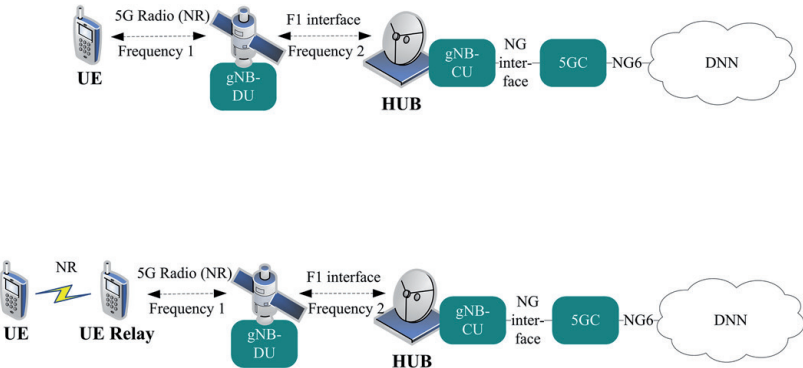 5G Radio (NR)
Frequency 1
F1 interface
Frequency 2
UE
gNB-
DU
HUB
gNB-
CU
NG
inter-
face
5GC
NG6
DNN
NR
5G Radio (NR)
Frequency 1
F1 interface
Frequency 2
UE
UE Relay
gNB-
DU
HUB
gNB-
CU
NG
inter-
face
5GC
NG6
DNN